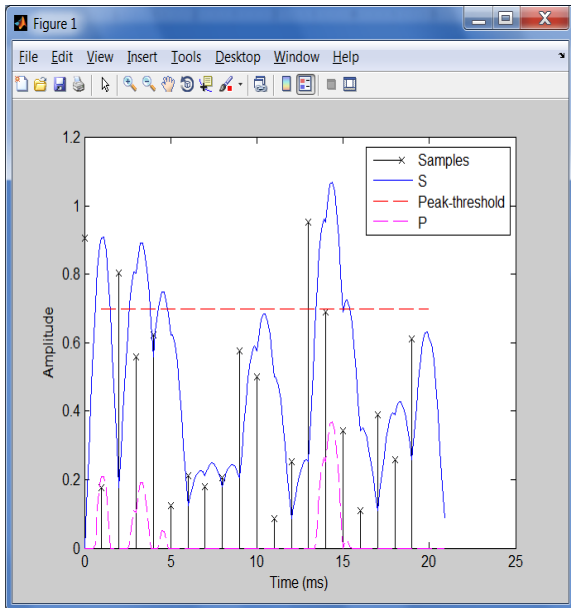 Figure 1
X
File Edit View Insert Tools Desktop Window Help
1.2
1
0.8
0.6
0.4
0.2
0
0 5 10 15 20 25
Amplitude
Time (ms)
Samples
S
Peak-threshold
P